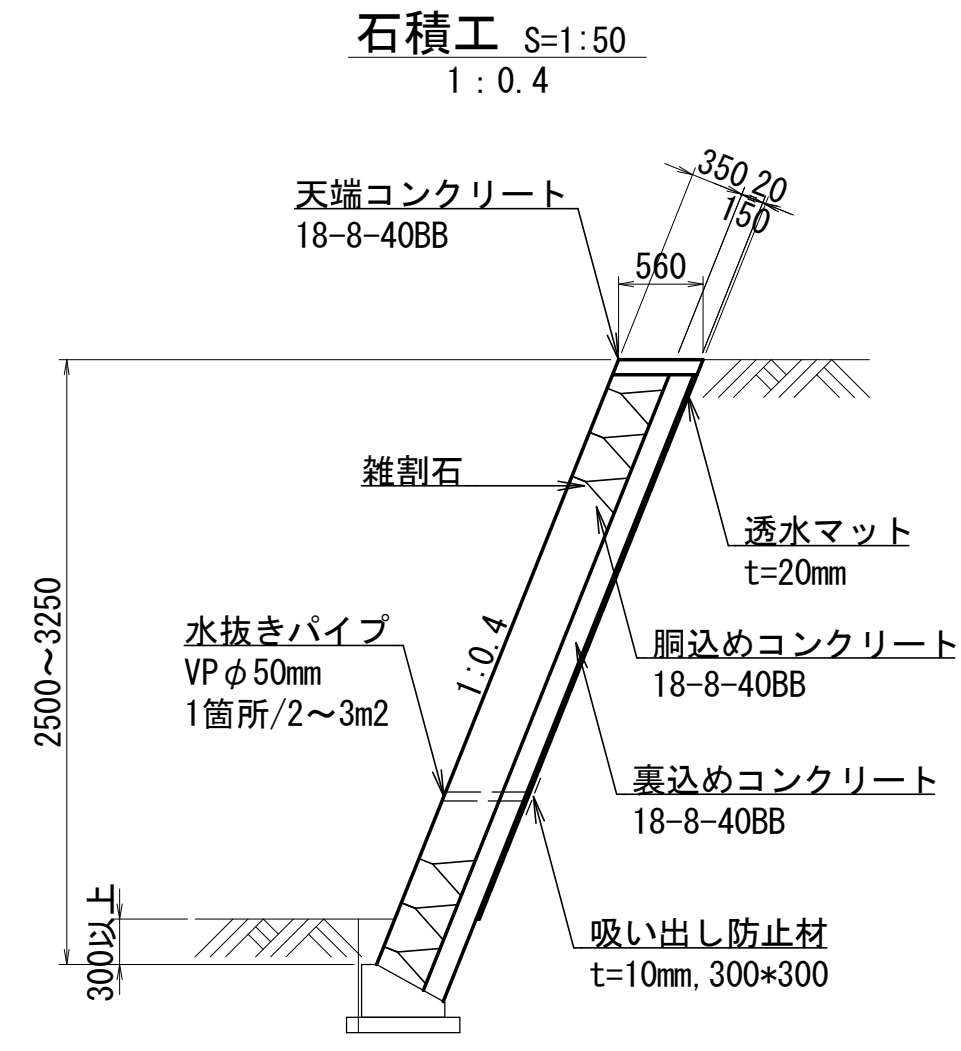 石積工 S=1:50
1:0.4
350 20
150
天端コンクリート
18-8-40BB
560
雑割石
透水マット
t=20mm
2500～3250
1:0.4
水抜きパイプ
VPφ50mm
1箇所/2～3m2
胴込めコンクリート
18-8-40BB
裏込めコンクリート
18-8-40BB
300以上
吸い出し防止材
t=10mm, 300*300